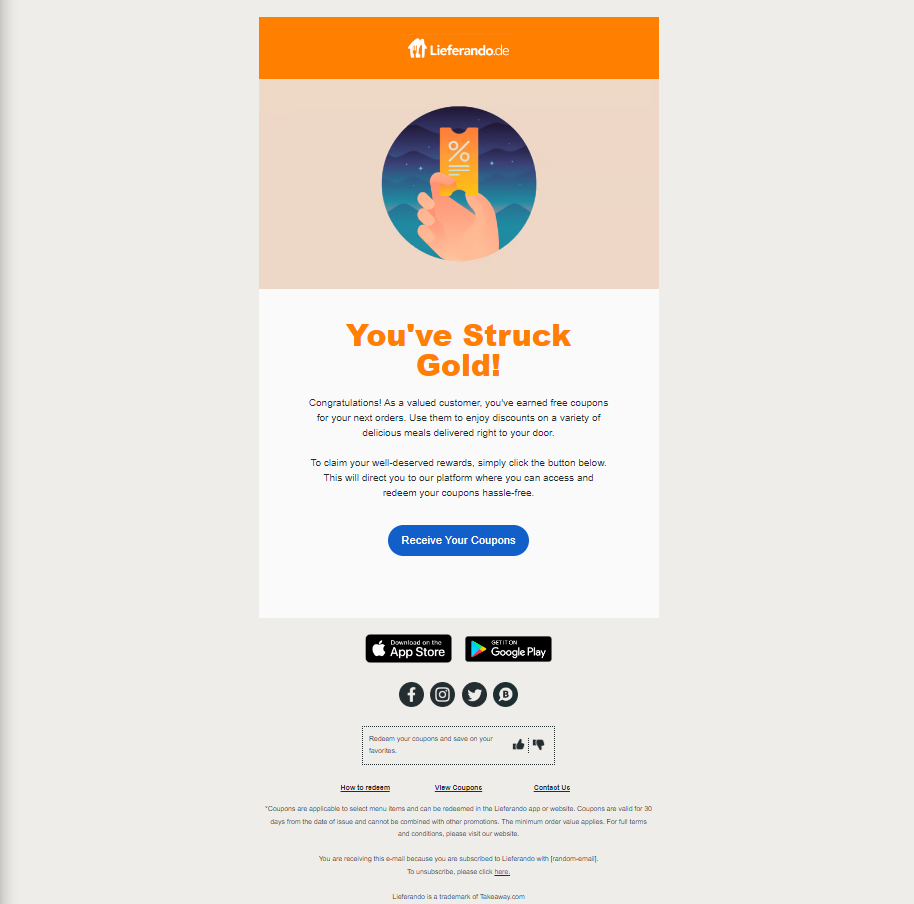 Lieferando.de
%
You've Struck
Gold!
Congratulations! As a valued customer, you've earned free coupons
for your next orders. Use them to enjoy discounts on a variety of
delicious meals delivered right to your door.
To claim your well-deserved rewards, simply click the button below.
This will direct you to our platform where you can access and
redeem your coupons hassle-free.
Receive Your Coupons
Download on the
App Store
GET IT ON
Google Play
B
Redeem your coupons and save on your
favorites.
How to redeem View Coupons Contact Us
*Coupons are applicable to select menu items and can be redeemed in the Lieferando app or website. Coupons are valid for 30
days from the date of issue and cannot be combined with other promotions. The minimum order value applies. For full terms
and conditions, please visit our website.
You are receiving this e-mail because you are subscribed to Lieferando with [random-email].
To unsubscribe, please click here.
Lieferando is a trademark of Takeaway.com